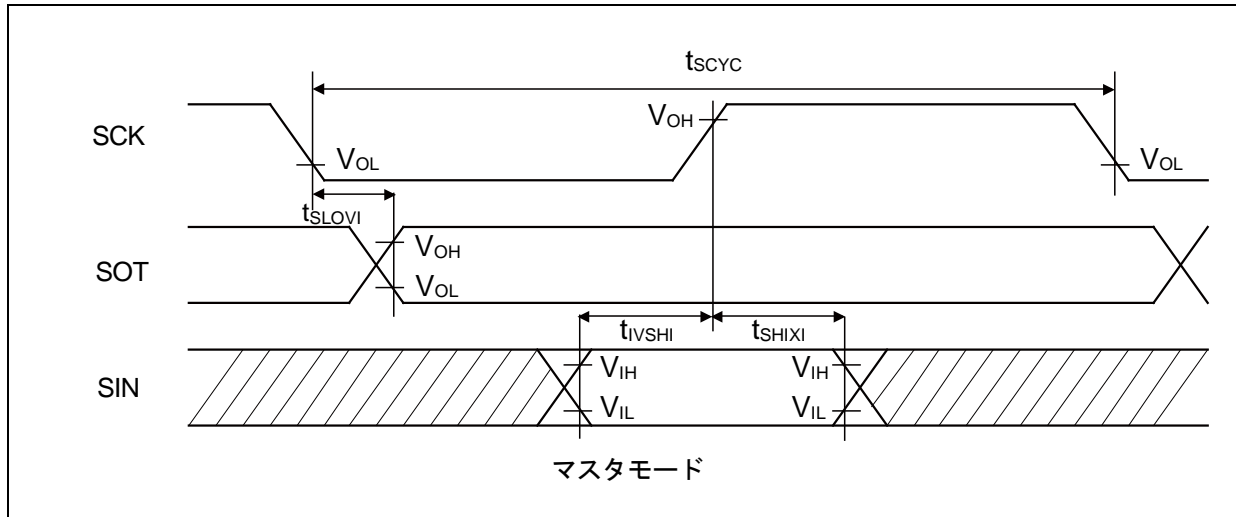 tSCYC
SCK
VOH
VOL
VOL
tSLOVI
SOT
VOH
VOL
tIVSHI
tSHIXI
SIN
VIH
VIH
VIL
VIL
マスタモード